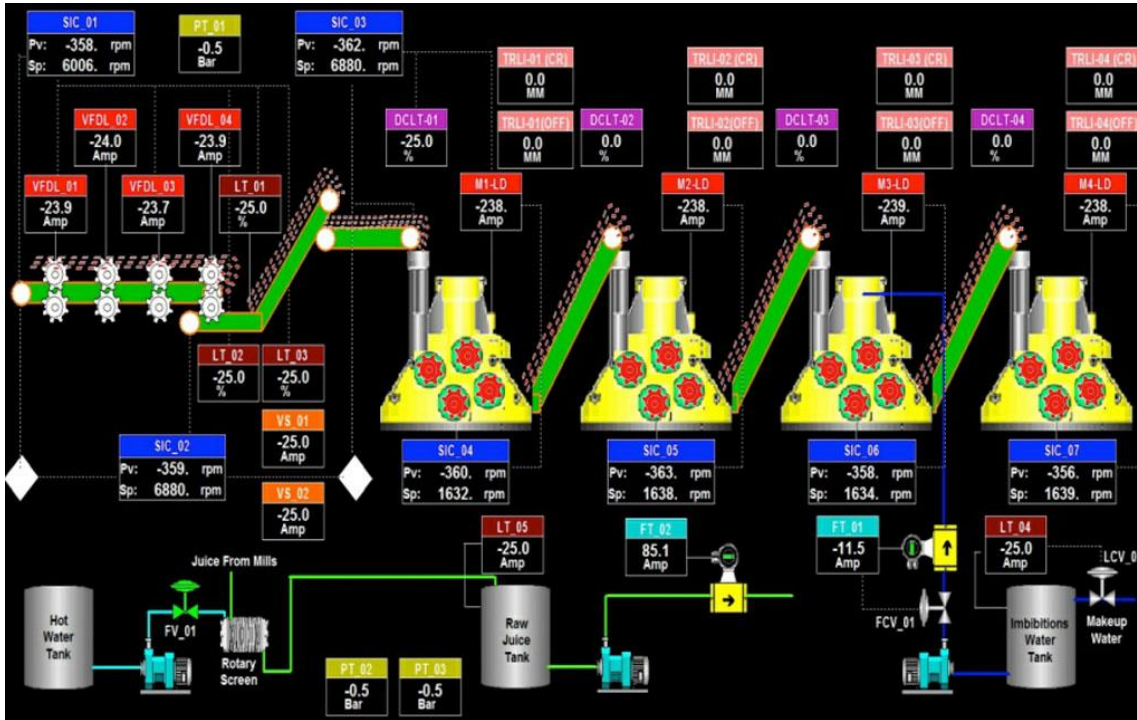 SIC_01
Pv: -358. rpm
Sp: 6006. rpm
PT_01
-0.5
Bar
SIC_03
Pv: -362. rpm
Sp: 6880. rpm
TRLI-01 (CR)
0.0
MM
TRLI-02 (CR)
0.0
MM
TRLI-03 (CR)
0.0
MM
TRLI-04 (CR)
0.0
MM
VFDL_02
-24.0
Amp
VFDL_04
-23.9
Amp
DCLT-01
-25.0
%
TRLI-01(OFF)
0.0
MM
DCLT-02
0.0
%
TRLI-02(OFF)
0.0
MM
DCLT-03
0.0
%
TRLI-03(OFF)
0.0
MM
DCLT-04
0.0
%
TRLI-04(OFF)
0.0
MM
VFDL_01
-23.9
Amp
VFDL_03
-23.7
Amp
LT_01
-25.0
%
M1-LD
-238.
Amp
M2-LD
-238.
Amp
M3-LD
-239.
Amp
M4-LD
-238.
Amp
LT_02
-25.0
%
LT_03
-25.0
%
VS_01
-25.0
Amp
SIC_02
Pv: -359. rpm
Sp: 6880. rpm
VS_02
-25.0
Amp
SIC_04
Pv: -360. rpm
Sp: 1632. rpm
SIC_05
Pv: -363. rpm
Sp: 1638. rpm
SIC_06
Pv: -358. rpm
Sp: 1634. rpm
SIC_07
Pv: -356. rpm
Sp: 1639. rpm
LT_05
-25.0
Amp
FT_02
85.1
Amp
FT_01
-11.5
Amp
LT_04
-25.0
Amp
LCV_0
Juice From Mills
Hot
Water
Tank
FV_01
Rotary
Screen
Raw
Juice
Tank
FCV_01
Imbibitions
Water
Tank
Makeup
Water
PT_02
-0.5
Bar
PT_03
-0.5
Bar